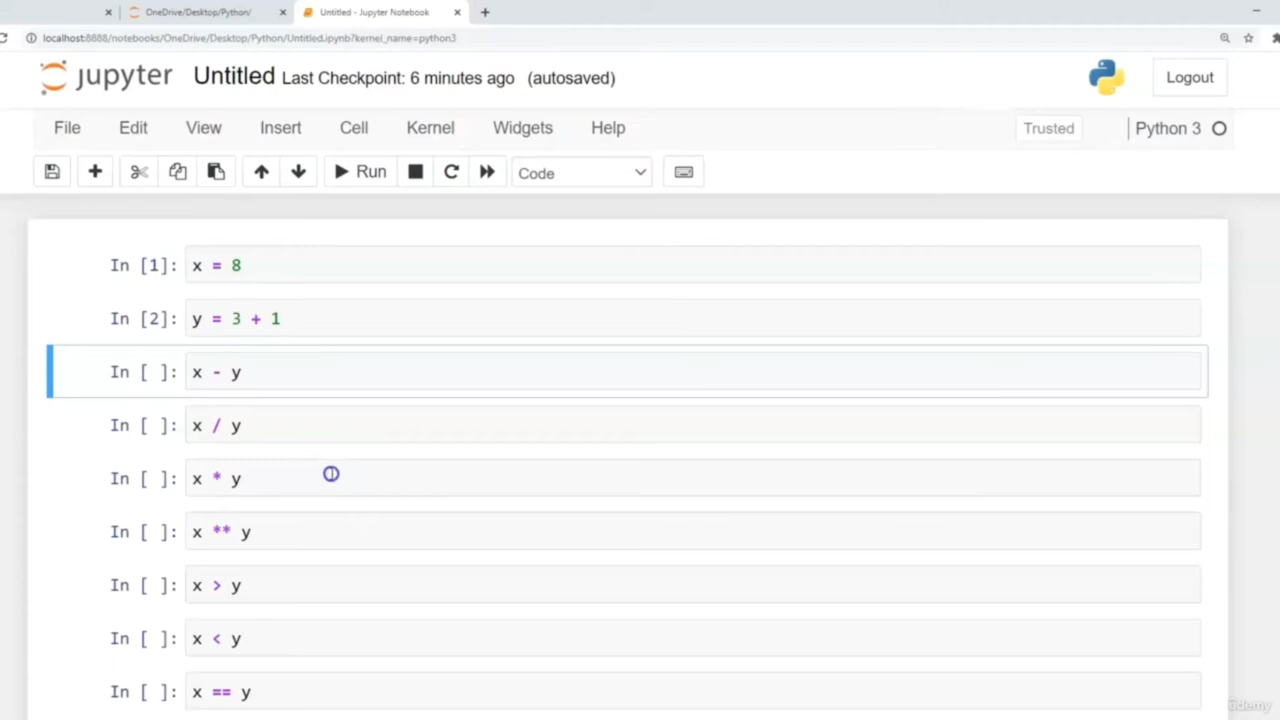 OneDrive/Desktop/Python/
Untitled - Jupyter Notebook
localhost:8888/notebooks/OneDrive/Desktop/Python/Untitled.ipynb?kernel_name=python3
jupyter Untitled Last Checkpoint: 6 minutes ago (autosaved)
Logout
File Edit View Insert Cell Kernel Widgets Help Trusted Python 3
Run Code
In [1]: x = 8
In [2]: y = 3 + 1
In [ ]: x - y
In [ ]: x / y
In [ ]: x * y
In [ ]: x ** y
In [ ]: x > y
In [ ]: x < y
In [ ]: x == y
ûdemy